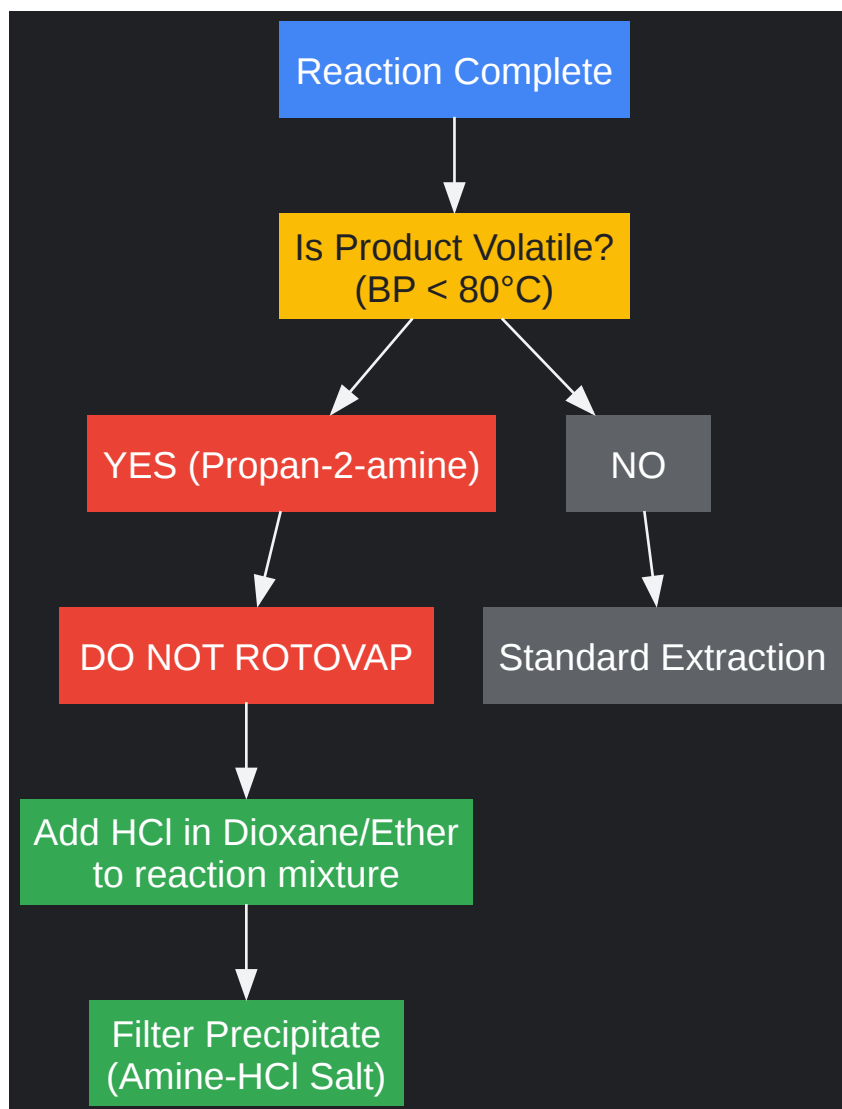 Reaction Complete
Is Product Volatile?
(BP < 80°C)
YES (Propan-2-amine)
NO
DO NOT ROTOVAP
Standard Extraction
Add HCl in Dioxane/Ether
to reaction mixture
Filter Precipitate
(Amine-HCl Salt)